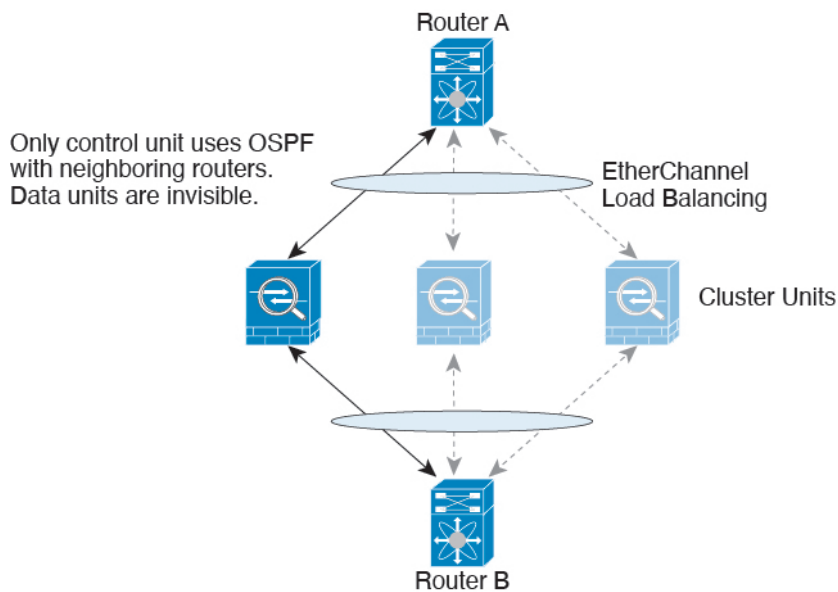 Router A
Only control unit uses OSPF
with neighboring routers.
Data units are invisible.
EtherChannel
Load Balancing
Cluster Units
Router B